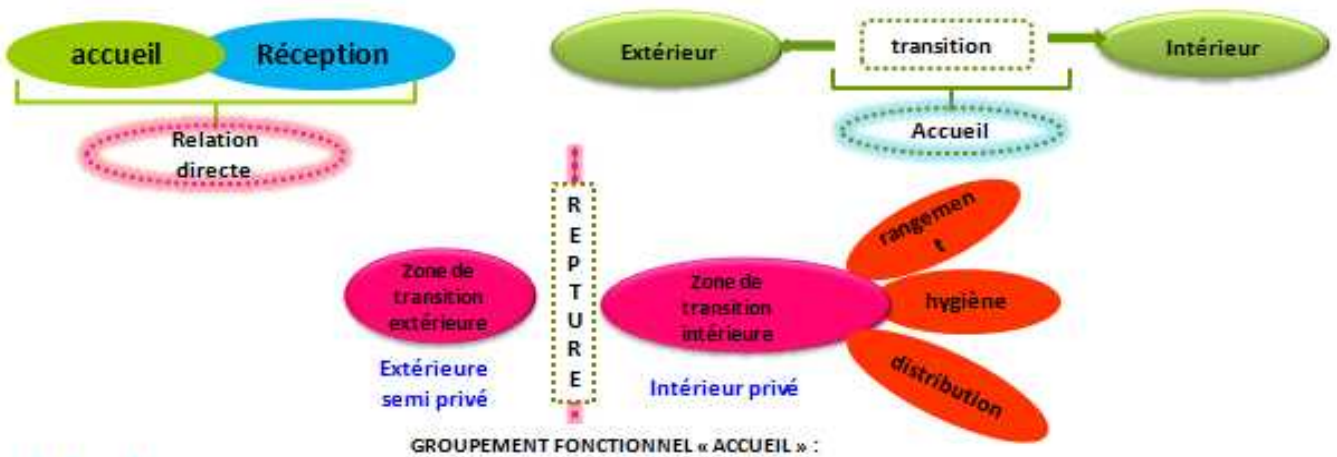 accueil
Réception
Relation
directe
Extérieur
transition
Intérieur
Accueil
R
E
P
T
U
R
E
Zone de
transition
extérieure
Extérieure
semi privé
Zone de
transition
intérieure
Intérieur privé
rangemen
t
hygiène
distribution
GROUPEMENT FONCTIONNEL « ACCUEIL » :